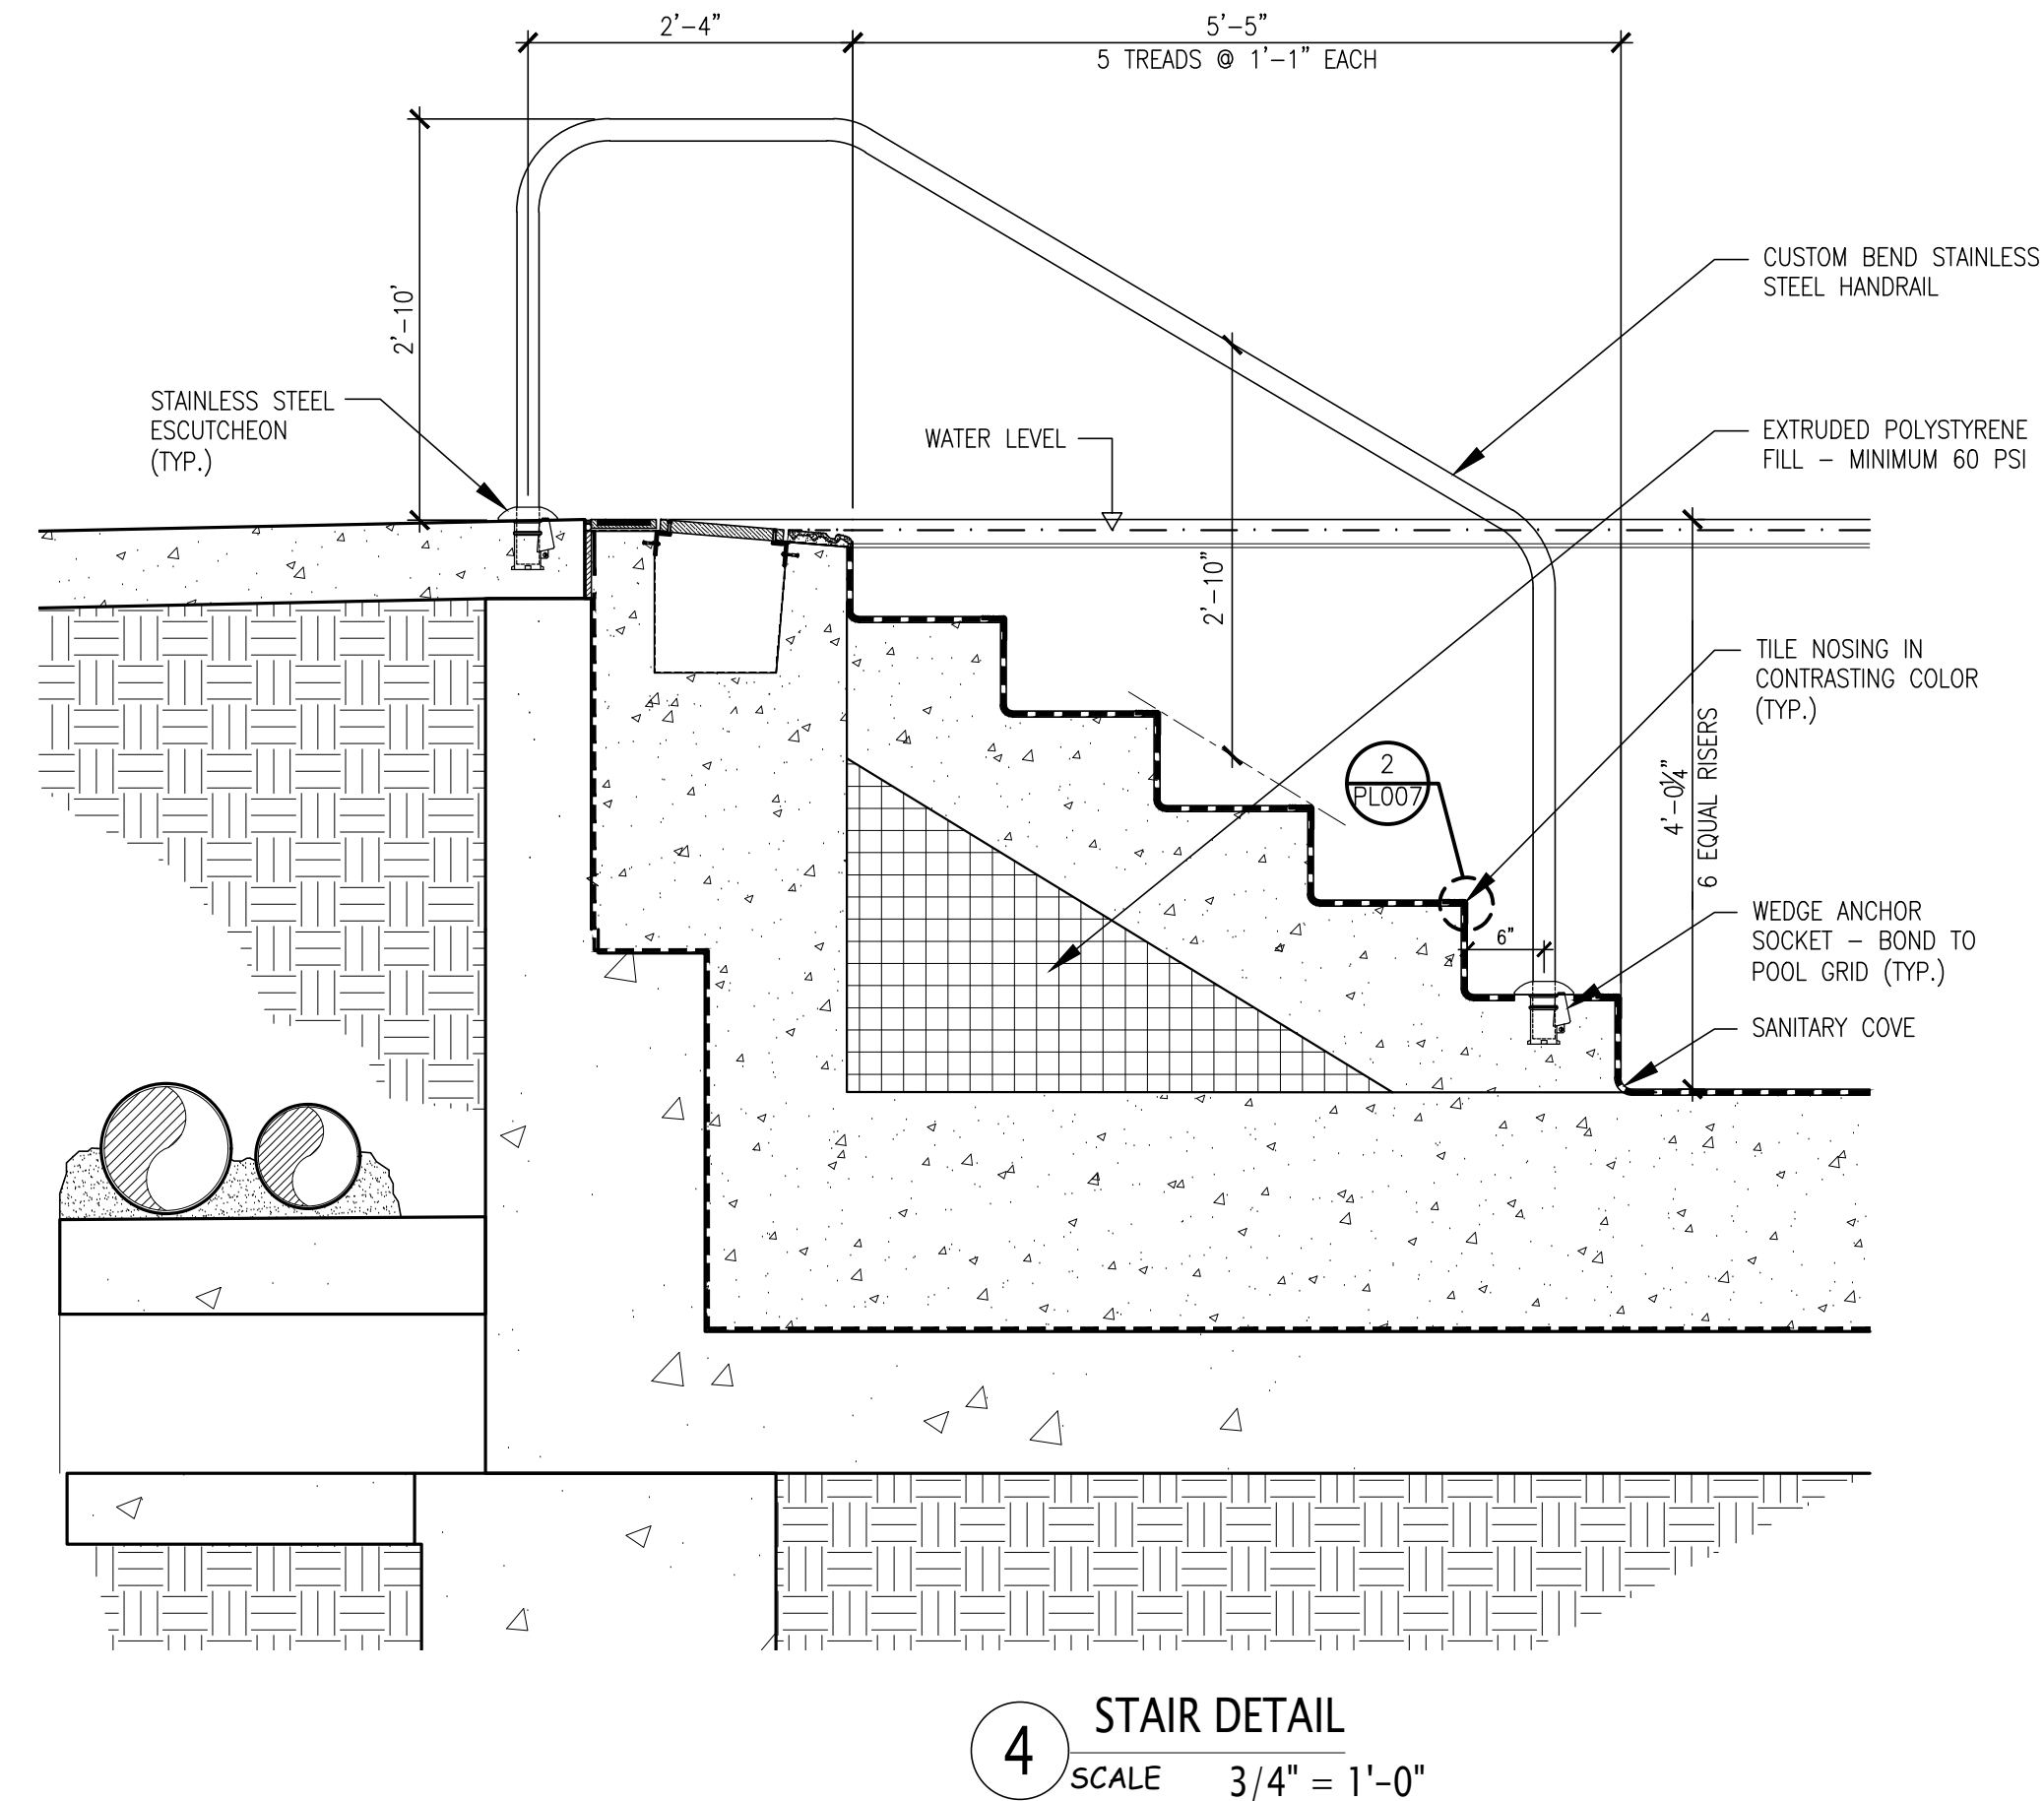 2'-4"
5'-5"
5 TREADS @ 1'-1" EACH
2'-10'
CUSTOM BEND STAINLESS
STEEL HANDRAIL
STAINLESS STEEL
ESCUTCHEON
(TYP.)
WATER LEVEL
EXTRUDED POLYSTYRENE
FILL - MINIMUM 60 PSI
2'-10"
TILE NOSING IN
CONTRASTING COLOR
(TYP.)
2
PL007
4'-0¼"
6 EQUAL RISERS
6"
WEDGE ANCHOR
SOCKET - BOND TO
POOL GRID (TYP.)
SANITARY COVE
4
STAIR DETAIL
SCALE 3/4" = 1'-0"